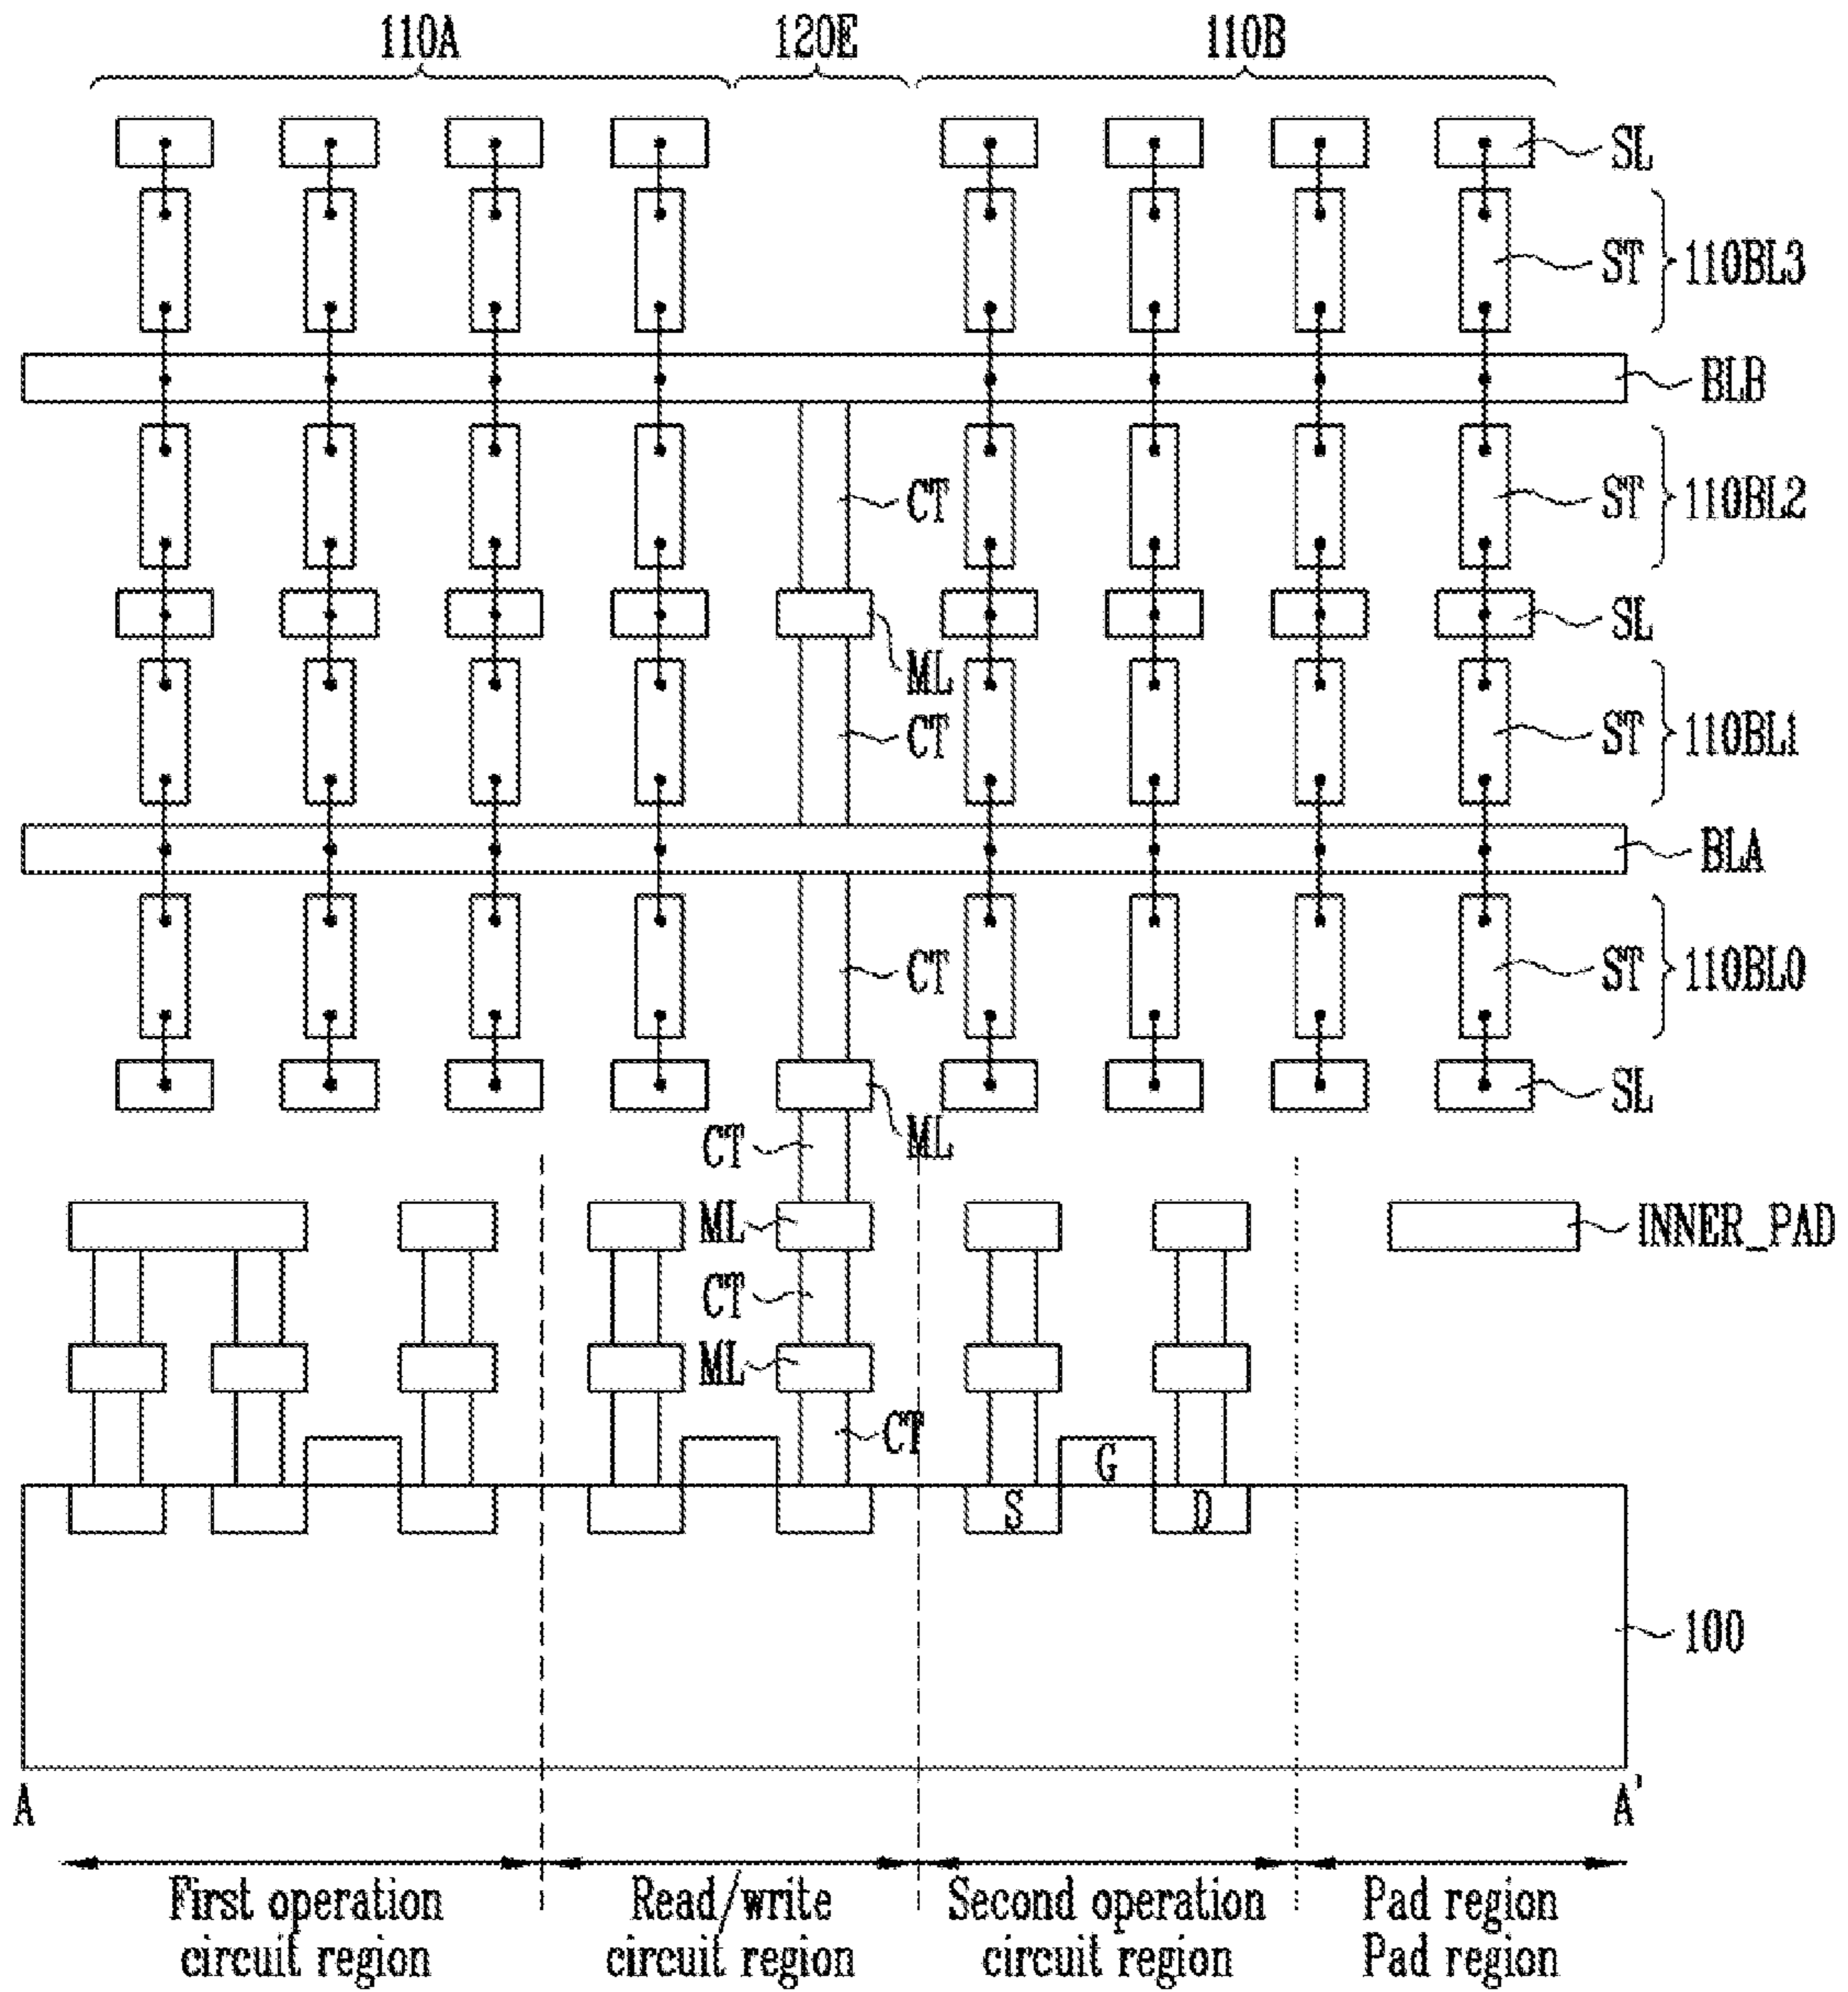 110A 120E 110B
SL
ST 110BL3
BLB
CT ST 110BL2
SL
ML
CT ST 110BL1
BLA
CT ST 110BL0
SL
CT ML
ML INNER_PAD
CT
ML
CT
G
S D
100
A A'
First operation Read/write Second operation Pad region
circuit region circuit region circuit region Pad region